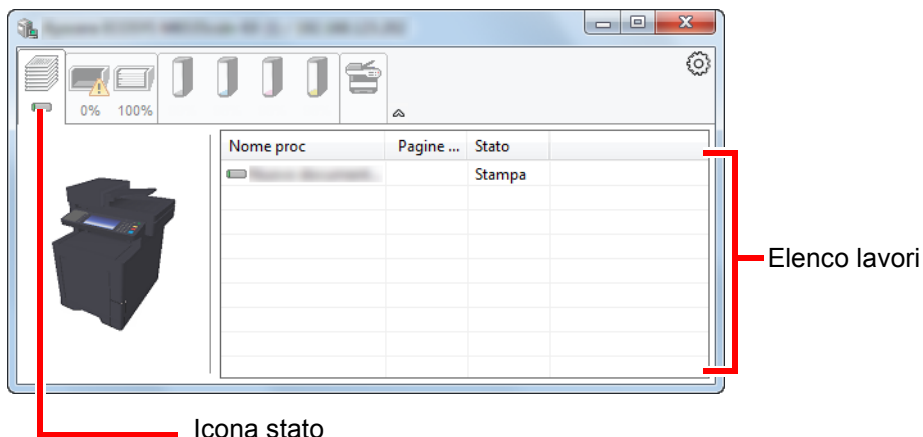 0% 100%
Nome proc Pagine ... Stato
Stampa
Elenco lavori
Icona stato